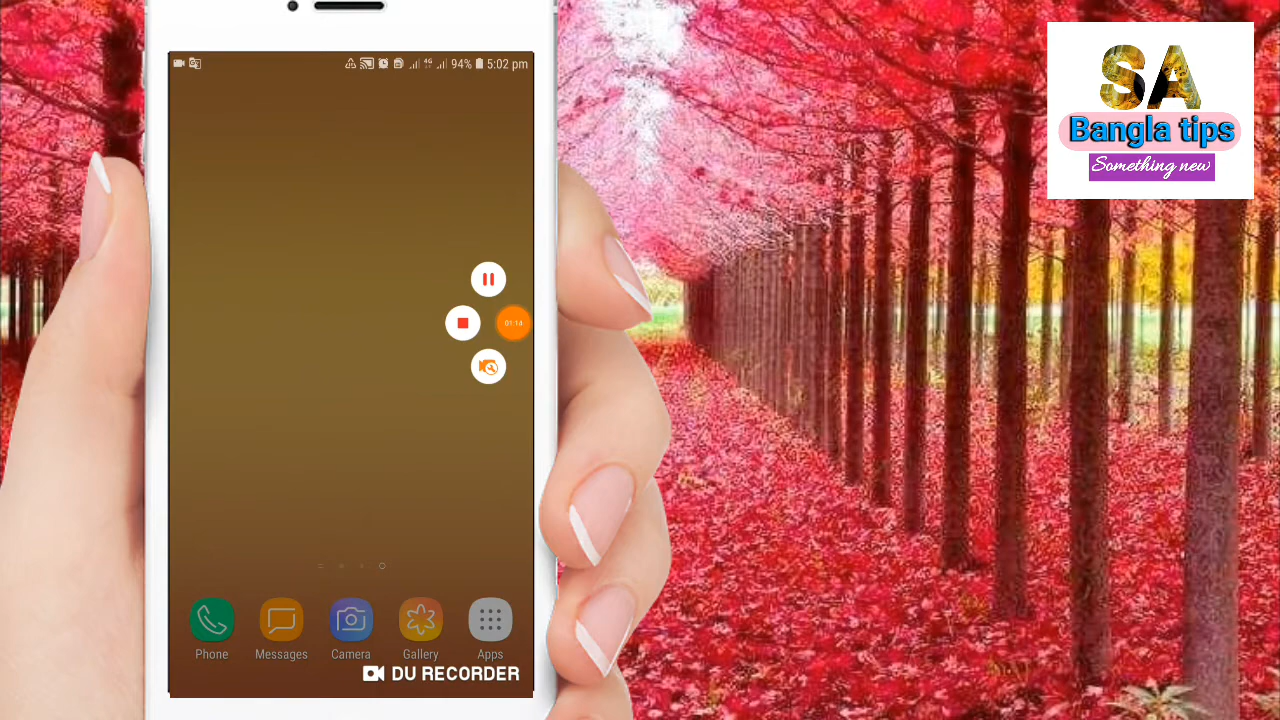 94% 5:02 pm
SA
Bangla tips
Something new
01:14
Phone Messages Camera Gallery Apps
DU RECORDER